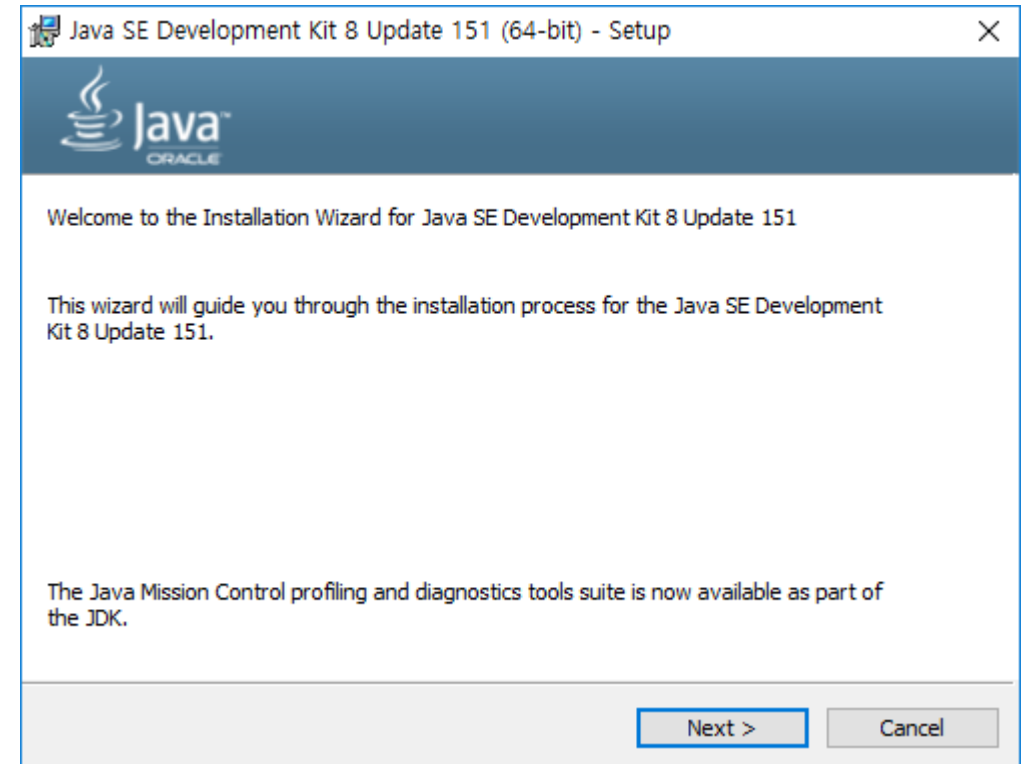 Java SE Development Kit 8 Update 151 (64-bit) - Setup
Java™
ORACLE
Welcome to the Installation Wizard for Java SE Development Kit 8 Update 151
This wizard will guide you through the installation process for the Java SE Development
Kit 8 Update 151.
The Java Mission Control profiling and diagnostics tools suite is now available as part of
the JDK.
Next > Cancel